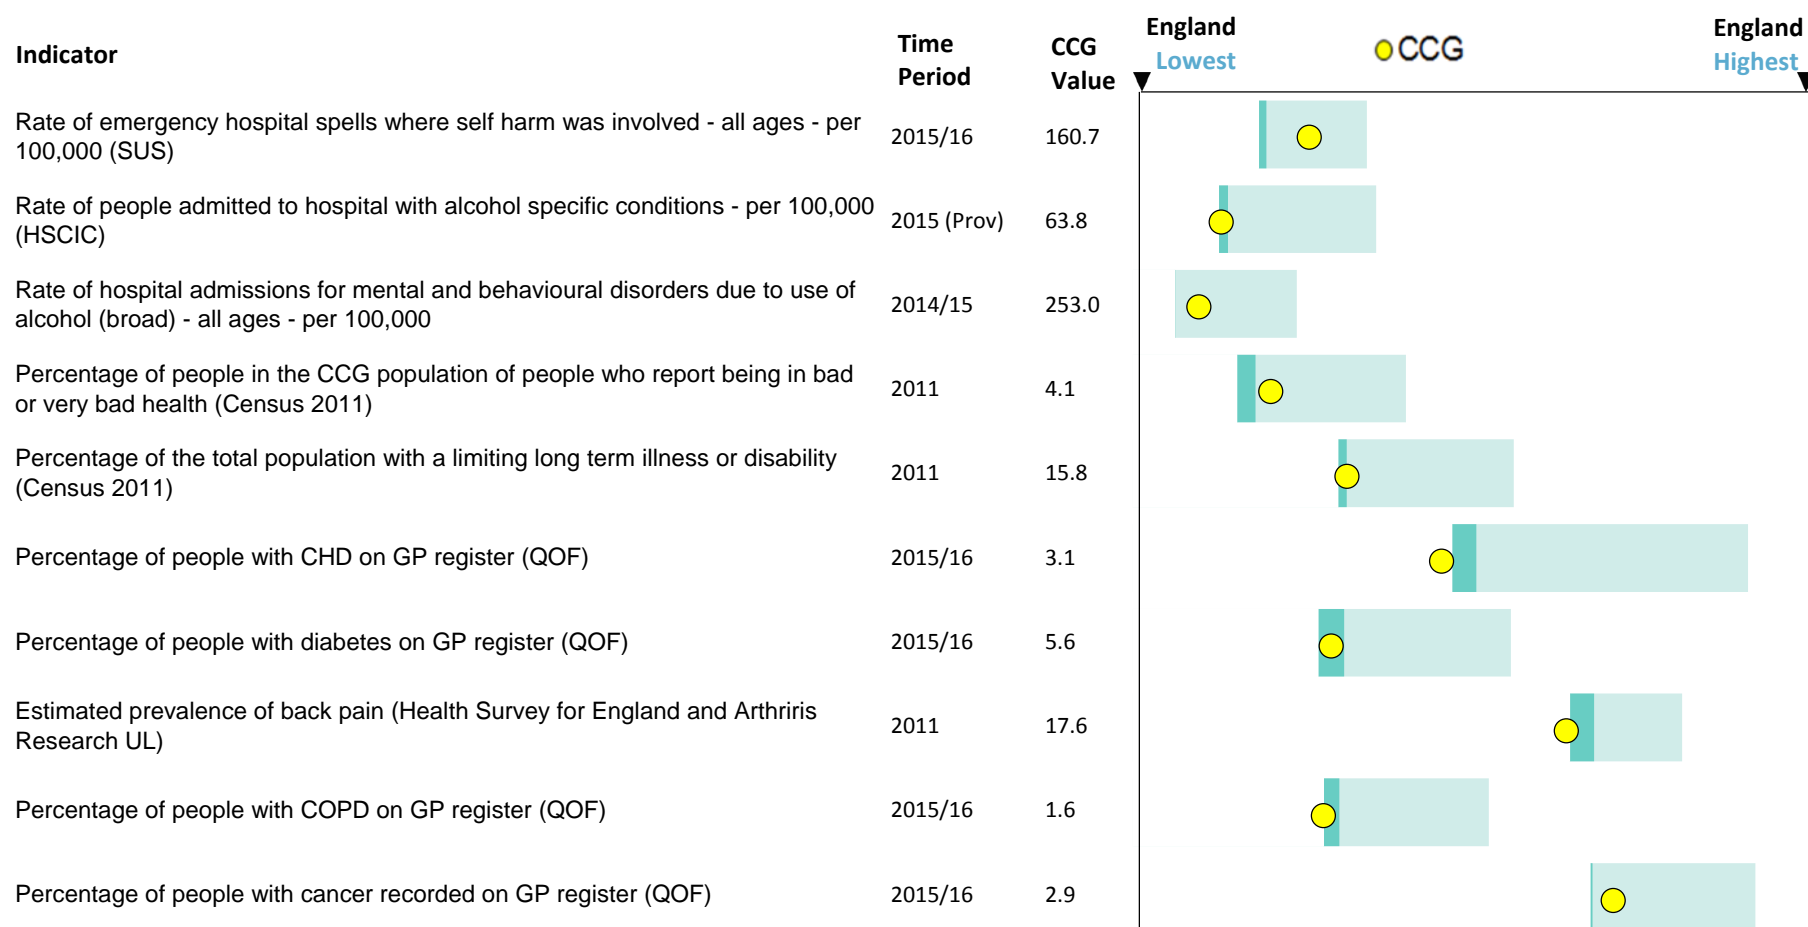 Indicator
Time
Period
CCG
Value
England
Lowest
CCG
England
Highest
Rate of emergency hospital spells where self harm was involved - all ages - per
100,000 (SUS)
2015/16
160.7
Rate of people admitted to hospital with alcohol specific conditions - per 100,000
(HSCIC)
2015 (Prov)
63.8
Rate of hospital admissions for mental and behavioural disorders due to use of
alcohol (broad) - all ages - per 100,000
2014/15
253.0
Percentage of people in the CCG population of people who report being in bad
or very bad health (Census 2011)
2011
4.1
Percentage of the total population with a limiting long term illness or disability
(Census 2011)
2011
15.8
Percentage of people with CHD on GP register (QOF)
2015/16
3.1
Percentage of people with diabetes on GP register (QOF)
2015/16
5.6
Estimated prevalence of back pain (Health Survey for England and Arthriris
Research UL)
2011
17.6
Percentage of people with COPD on GP register (QOF)
2015/16
1.6
Percentage of people with cancer recorded on GP register (QOF)
2015/16
2.9